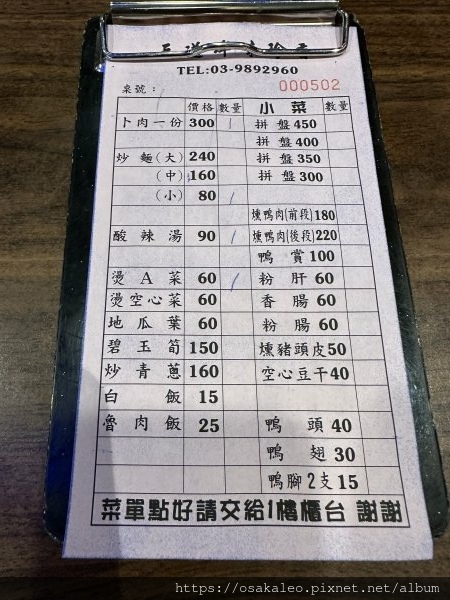 TEL:03-9892960
桌號： 000502
價格 數量 小菜 數量
卜肉一份 300 1 拼盤 450
拼盤 400
炒麵(大) 240 拼盤 350
(中) 160 拼盤 300
(小) 80 1
燻鴨肉(前段) 180
酸辣湯 90 1 燻鴨肉(後段) 220
鴨賞 100
燙A菜 60 1 粉肝 60
燙空心菜 60 香腸 60
地瓜葉 60 粉腸 60
碧玉筍 150 燻豬頭皮 50
炒青蔥 160 空心豆干 40
白飯 15
魯肉飯 25 鴨頭 40
鴨翅 30
鴨腳2支 15
菜單點好請交給1樓櫃台 謝謝
https://osakaleo.pixnet.net/album